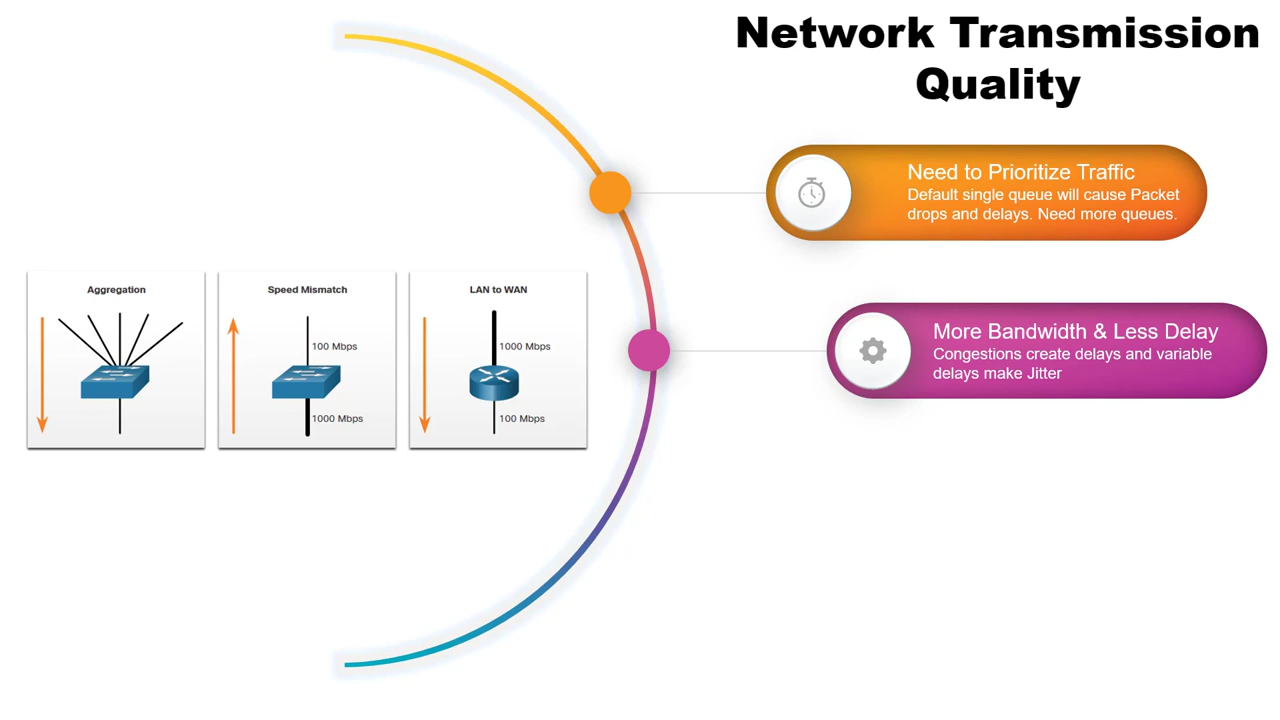 Network Transmission
Quality
Need to Prioritize Traffic
Default single queue will cause Packet
drops and delays. Need more queues.
More Bandwidth & Less Delay
Congestions create delays and variable
delays make Jitter
Aggregation
Speed Mismatch
100 Mbps
1000 Mbps
LAN to WAN
1000 Mbps
100 Mbps